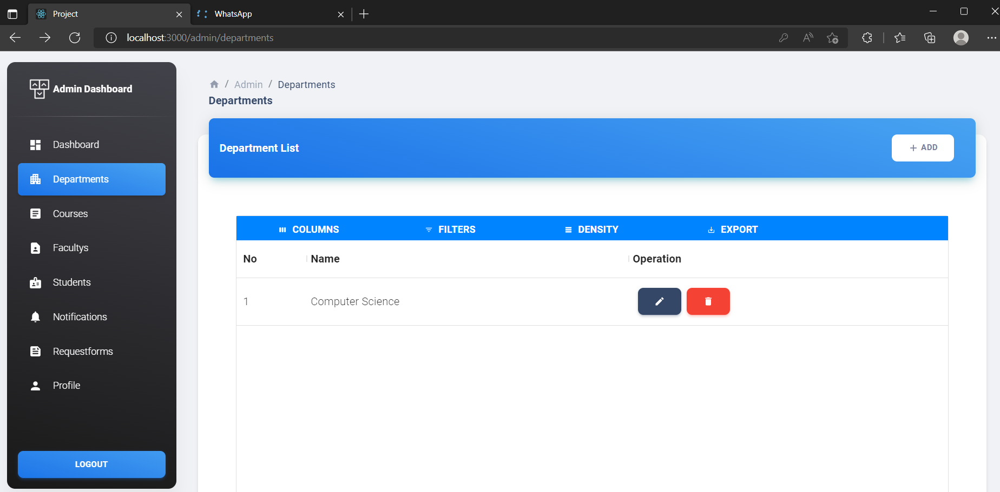 Project
WhatsApp
localhost:3000/admin/departments
Admin Dashboard
Dashboard
Departments
Courses
Facultys
Students
Notifications
Requestforms
Profile
LOGOUT
/ Admin / Departments
Departments
Department List
+ ADD
COLUMNS FILTERS DENSITY EXPORT
No Name Operation
1 Computer Science